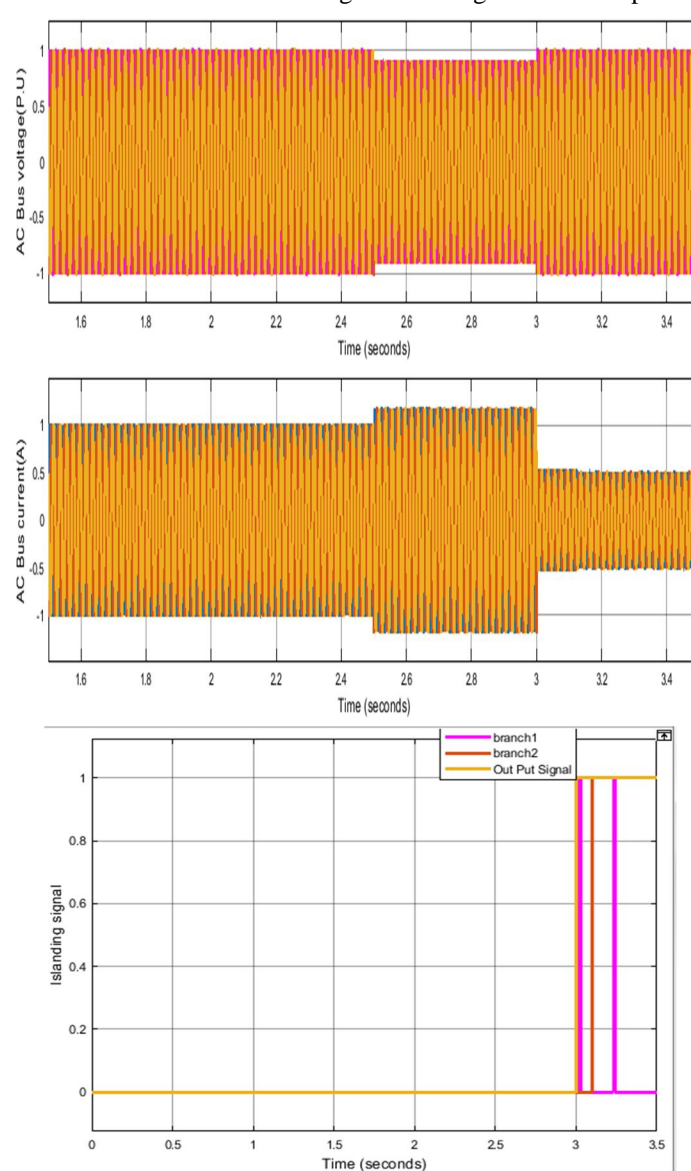 1
0.5
0
-0.5
-1
AC Bus voltage(P.U)
1.6 1.8 2 2.2 2.4 2.6 2.8 3 3.2 3.4
Time (seconds)
1
0.5
0
-0.5
-1
AC Bus current(A)
1.6 1.8 2 2.2 2.4 2.6 2.8 3 3.2 3.4
Time (seconds)
branch1
branch2
Out Put Signal
1
0.8
0.6
0.4
0.2
0
Islanding signal
0 0.5 1 1.5 2 2.5 3 3.5
Time (seconds)